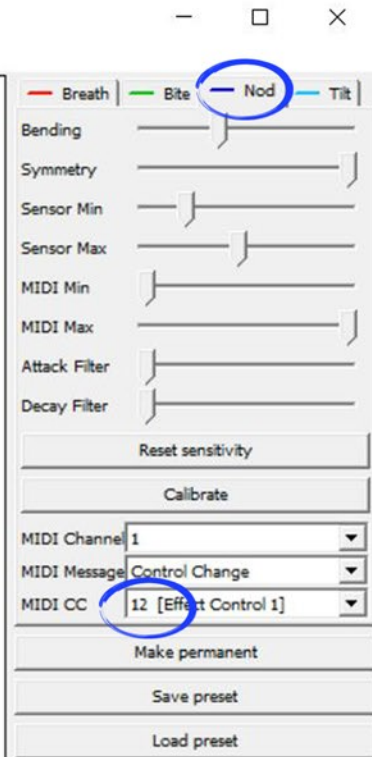 Breath Bite Nod Tilt
Bending
Symmetry
Sensor Min
Sensor Max
MIDI Min
MIDI Max
Attack Filter
Decay Filter
Reset sensitivity
Calibrate
MIDI Channel 1
MIDI Message Control Change
MIDI CC 12 [Effect Control 1]
Make permanent
Save preset
Load preset